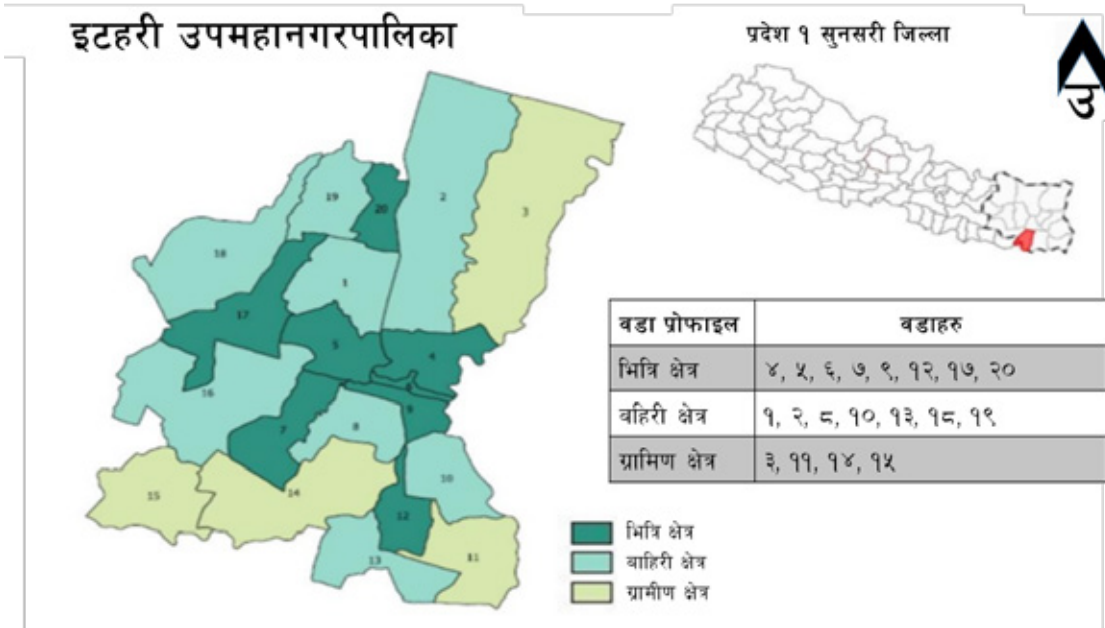 इटहरी उपमहानगरपालिका
प्रदेश १ सुनसरी जिल्ला
उ
19
20
2
3
18
1
17
5
4
6
16
9
7
8
10
15
14
12
13
11
वडा प्रोफाइल वडाहरु
भित्रि क्षेत्र ४, ५, ६, ७, ९, १२, १७, २०
वहिरी क्षेत्र १, २, ८, १०, १३, १८, १९
ग्रामिण क्षेत्र ३, ११, १४, १५
भित्रि क्षेत्र
बाहिरी क्षेत्र
ग्रामीण क्षेत्र